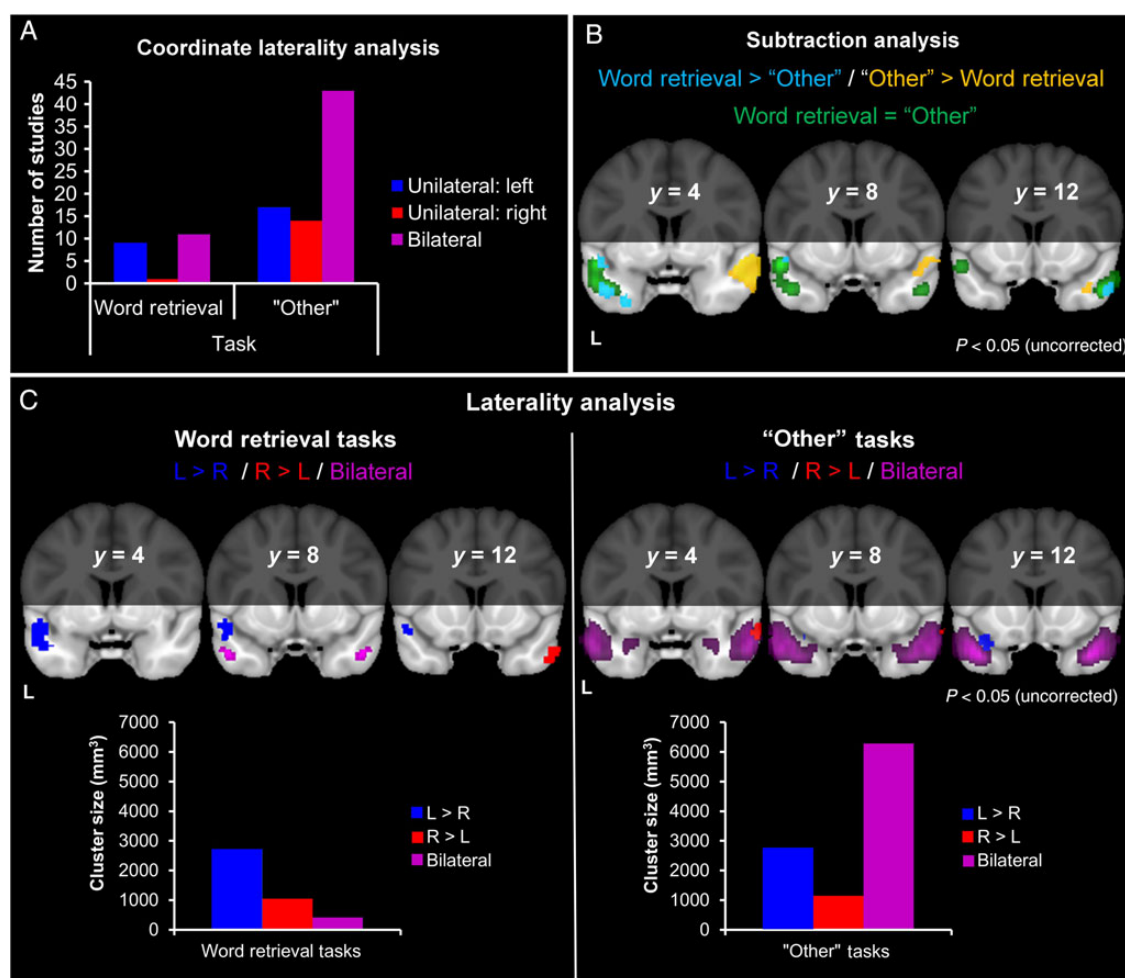 A
Coordinate laterality analysis
45
40
35
30
25
20
15
10
5
0
Number of studies
Word retrieval
"Other"
Task
Unilateral: left
Unilateral: right
Bilateral
B
Subtraction analysis
Word retrieval > “Other” / “Other” > Word retrieval
Word retrieval = “Other”
y = 4
y = 8
y = 12
L
P < 0.05 (uncorrected)
C
Laterality analysis
Word retrieval tasks
L > R / R > L / Bilateral
y = 4
y = 8
y = 12
L
7000
6000
5000
4000
3000
2000
1000
0
Cluster size (mm³)
Word retrieval tasks
L > R
R > L
Bilateral
“Other” tasks
L > R / R > L / Bilateral
y = 4
y = 8
y = 12
L
P < 0.05 (uncorrected)
7000
6000
5000
4000
3000
2000
1000
0
Cluster size (mm³)
"Other" tasks
L > R
R > L
Bilateral